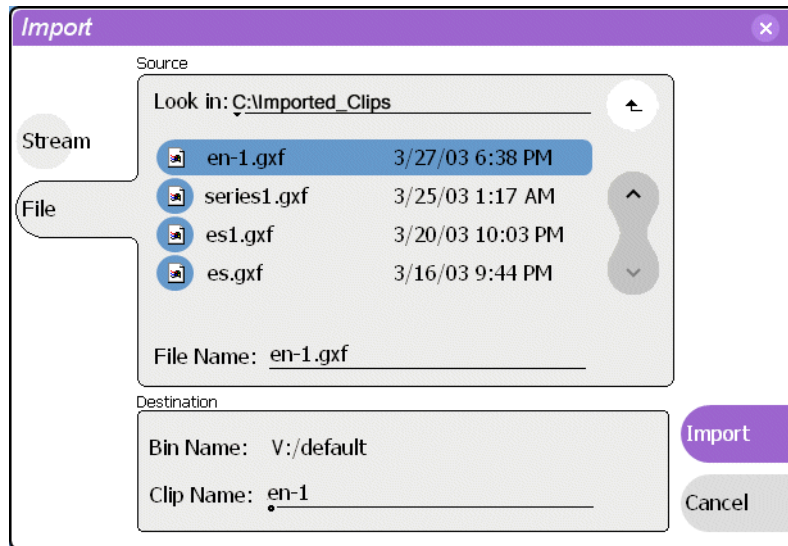 Import
Source
Look in: C:\Imported_Clips
Stream
File
en-1.gxf 3/27/03 6:38 PM
series1.gxf 3/25/03 1:17 AM
es1.gxf 3/20/03 10:03 PM
es.gxf 3/16/03 9:44 PM
File Name: en-1.gxf
Destination
Bin Name: V:/default
Clip Name: en-1
Import
Cancel